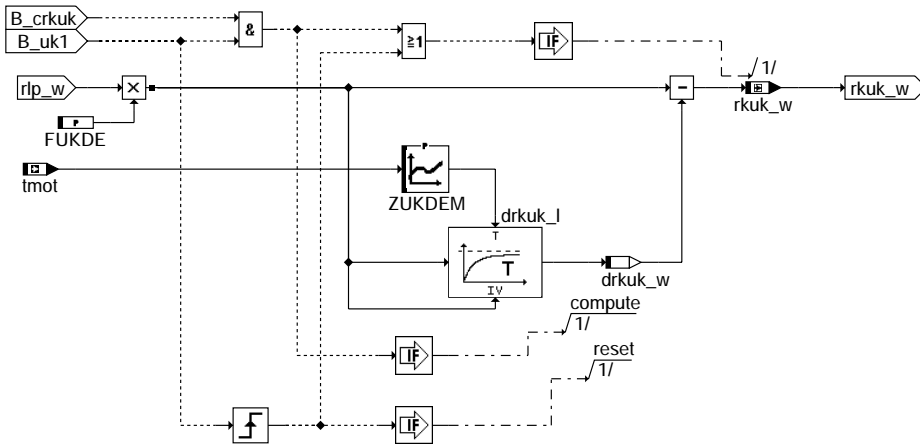 B_crkuk
B_uk1
&
≧1
IF
1/
rlp_w
×
-
rkuk_w
rkuk_w
P
FUKDE
tmot
P
ZUKDEM
drkuk_l
T
T
IV
drkuk_w
compute
IF
1/
reset
IF
1/